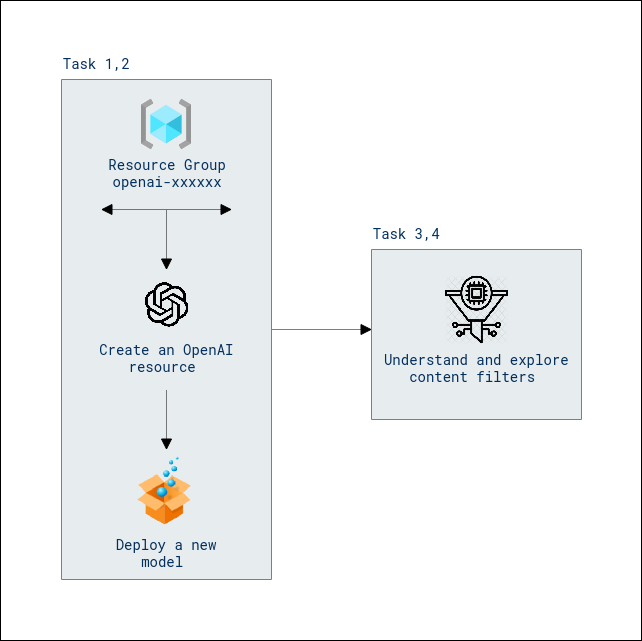 Task 1,2
Resource Group
openai-xxxxxx
Create an OpenAI
resource
Deploy a new
model
Task 3,4
Understand and explore
content filters